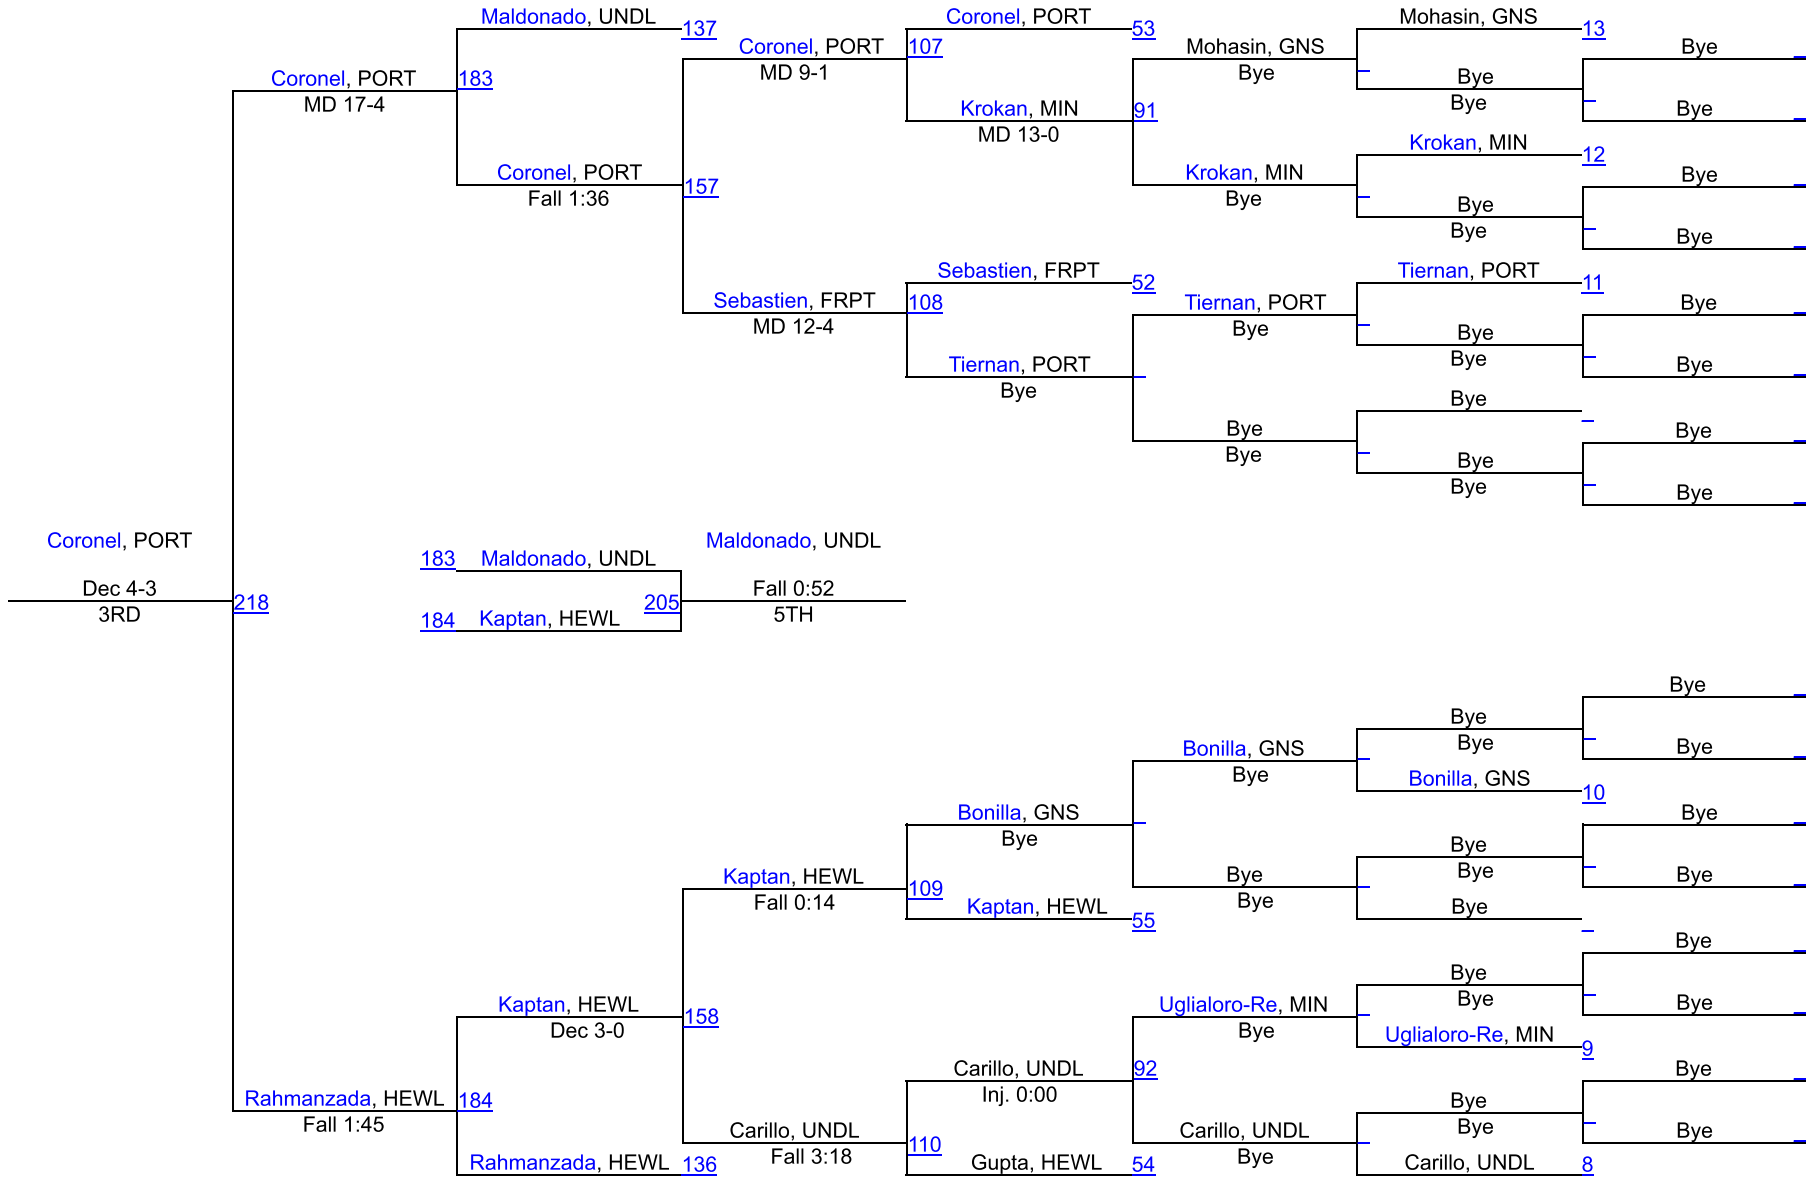 Maldonado, UNDL
137
Coronel, PORT
53
Mohasin, GNS
13
Coronel, PORT
107
Mohasin, GNS
Bye
MD 9-1
Bye
Bye
Coronel, PORT
183
MD 17-4
Bye
Krokan, MIN
91
Bye
MD 13-0
Krokan, MIN
12
Coronel, PORT
157
Krokan, MIN
Bye
Fall 1:36
Bye
Bye
Bye
Bye
Sebastien, FRPT
52
Tiernan, PORT
11
Sebastien, FRPT
108
Tiernan, PORT
Bye
MD 12-4
Bye
Bye
Bye
Tiernan, PORT
Bye
Bye
Bye
Bye
Bye
Bye
Bye
Bye
Bye
Coronel, PORT
Maldonado, UNDL
183
Maldonado, UNDL
Dec 4-3
218
205
Fall 0:52
3RD
184
Kaptan, HEWL
5TH
Bye
Bye
Bonilla, GNS
Bye
Bye
Bye
Bonilla, GNS
10
Bonilla, GNS
Bye
Bye
Bye
Kaptan, HEWL
109
Bye
Bye
Bye
Fall 0:14
Bye
Kaptan, HEWL
55
Bye
Bye
Bye
Kaptan, HEWL
158
Uglialoro-Re, MIN
Bye
Bye
Dec 3-0
Bye
Uglialoro-Re, MIN
9
Carillo, UNDL
92
Bye
Inj. 0:00
Rahmanzada, HEWL
184
Bye
Fall 1:45
Bye
Carillo, UNDL
110
Carillo, UNDL
Bye
Fall 3:18
Bye
Rahmanzada, HEWL
136
Gupta, HEWL
54
Carillo, UNDL
8